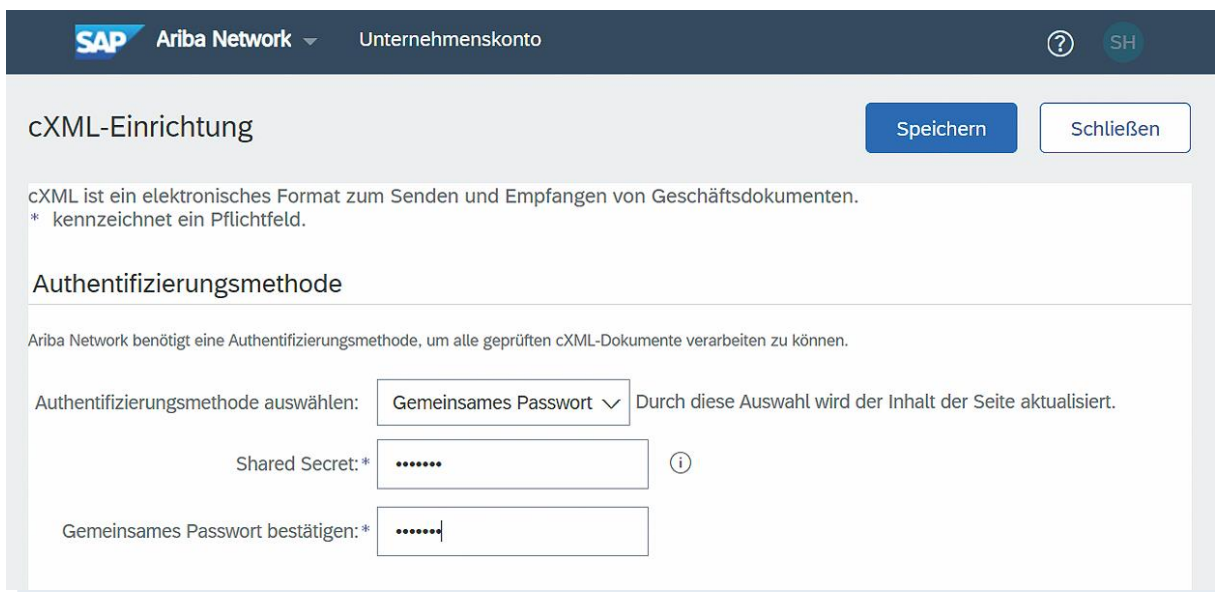 SAP Ariba Network Unternehmenskonto ? SH
cXML-Einrichtung Speichern Schließen
cXML ist ein elektronisches Format zum Senden und Empfangen von Geschäftsdokumenten.
* kennzeichnet ein Pflichtfeld.
Authentifizierungsmethode
Ariba Network benötigt eine Authentifizierungsmethode, um alle geprüften cXML-Dokumente verarbeiten zu können.
Authentifizierungsmethode auswählen: Gemeinsames Passwort Durch diese Auswahl wird der Inhalt der Seite aktualisiert.
Shared Secret:* ••••••• i
Gemeinsames Passwort bestätigen:* •••••••